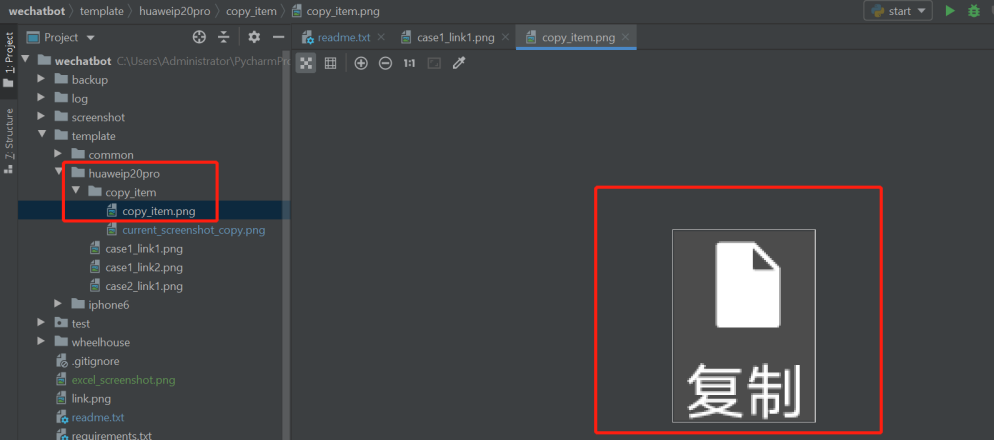 wechatbot template huaweip20pro copy_item copy_item.png
start
1: Project
Z: Structure
Project
readme.txt
case1_link1.png
copy_item.png
1:1
wechatbot C:\Users\Administrator\PycharmPro
backup
log
screenshot
template
common
huaweip20pro
copy_item
copy_item.png
current_screenshot_copy.png
case1_link1.png
case1_link2.png
case2_link1.png
iphone6
test
wheelhouse
.gitignore
excel_screenshot.png
link.png
readme.txt
requirements.txt
复制